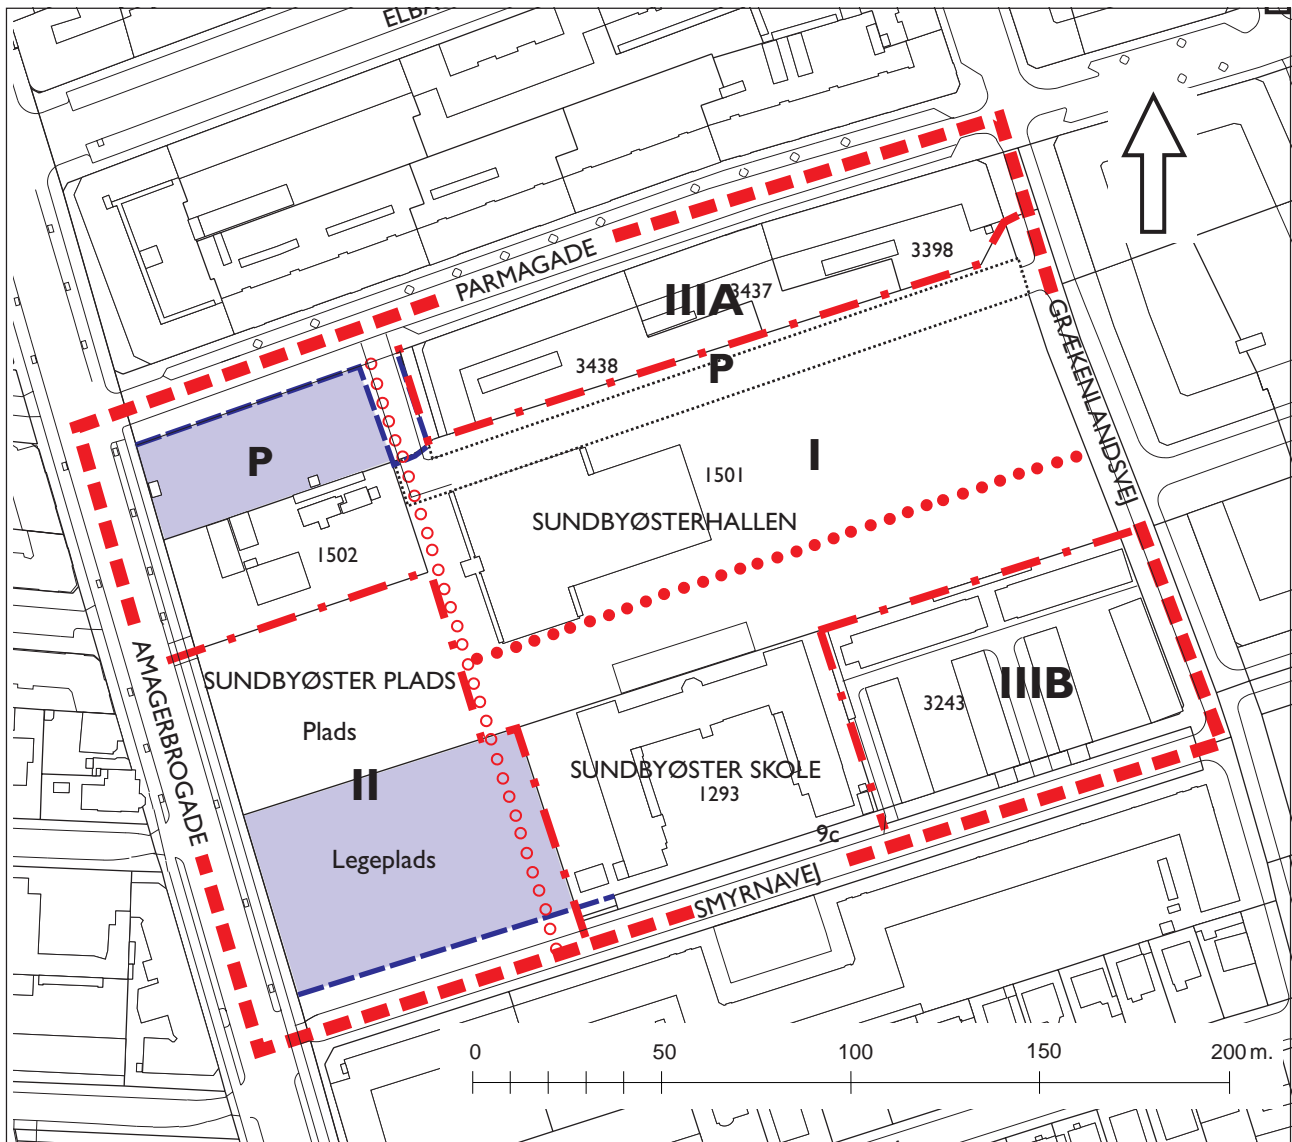 ELBA
PARMAGADE
3398
IIIA
3437
GRÆKENLANDSVEJ
3438
P
P
I
1501
SUNDBYØSTERHALLEN
1502
AMAGERBROGADE
SUNDBYØSTER PLADS
Plads
IIIB
3243
II
SUNDBYØSTER SKOLE
1293
9c
Legeplads
SMYRNAVEJ
0 50 100 150 200 m.